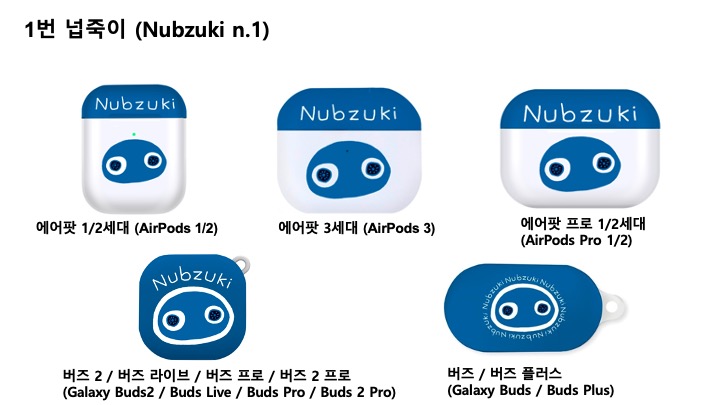 1번 넙죽이 (Nubzuki n.1)
Nubzuki
Nubzuki
Nubzuki
에어팟 1/2세대 (AirPods 1/2)
에어팟 3세대 (AirPods 3)
에어팟 프로 1/2세대
(AirPods Pro 1/2)
Nubzuki
Nubzuki Nubzuki Nubzuki Nubzuki Nubzuki Nubzuki
버즈 2 / 버즈 라이브 / 버즈 프로 / 버즈 2 프로
(Galaxy Buds2 / Buds Live / Buds Pro / Buds 2 Pro)
버즈 / 버즈 플러스
(Galaxy Buds / Buds Plus)